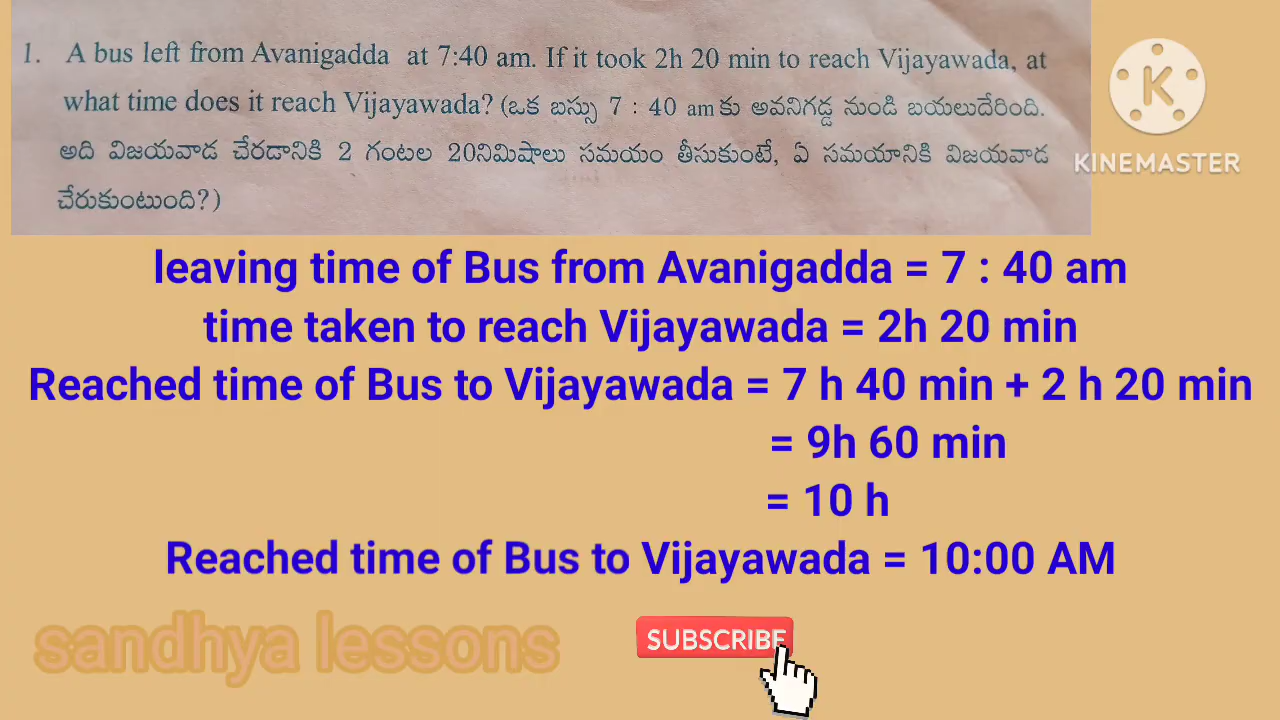 1. A bus left from Avanigadda at 7:40 am. If it took 2h 20 min to reach Vijayawada, at
what time does it reach Vijayawada? (ఒక బస్సు 7 : 40 am కు అవనిగడ్డ నుండి బయలుదేరింది.
అది విజయవాడ చేరడానికి 2 గంటల 20నిమిషాలు సమయం తీసుకుంటే, ఏ సమయానికి విజయవాడ
చేరుకుంటుంది?)
K
KINEMASTER
leaving time of Bus from Avanigadda = 7 : 40 am
time taken to reach Vijayawada = 2h 20 min
Reached time of Bus to Vijayawada = 7 h 40 min + 2 h 20 min
= 9h 60 min
= 10 h
Reached time of Bus to Vijayawada = 10:00 AM
sandhya lessons
SUBSCRIBE